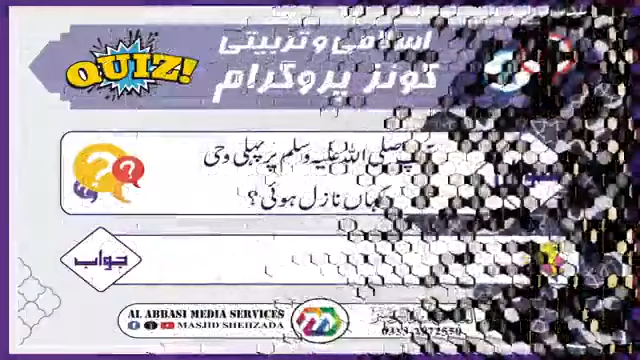 QUIZ!
اسلامی و تربیتی
کوئز پروگرام
صلی اللہ علیہ وسلم پر پہلی وحی
کہاں نازل ہوئی؟
جواب
AL ABBASI MEDIA SERVICES
MASJID SHEHZADA